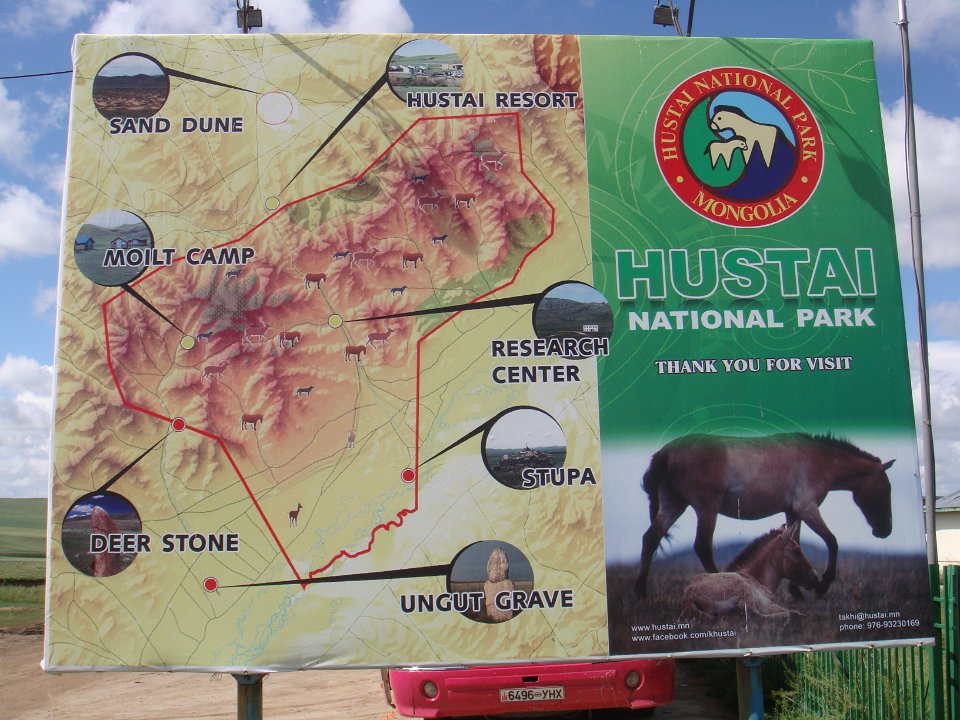 HUSTAI RESORT
SAND DUNE
MOILT CAMP
RESEARCH
CENTER
STUPA
DEER STONE
UNGUT GRAVE
HUSTAI NATIONAL PARK
• MONGOLIA •
HUSTAI
NATIONAL PARK
THANK YOU FOR VISIT
www.hustai.mn
www.facebook.com/khustai
takhi@hustai.mn
phone: 976-93230169
6496 УНХ